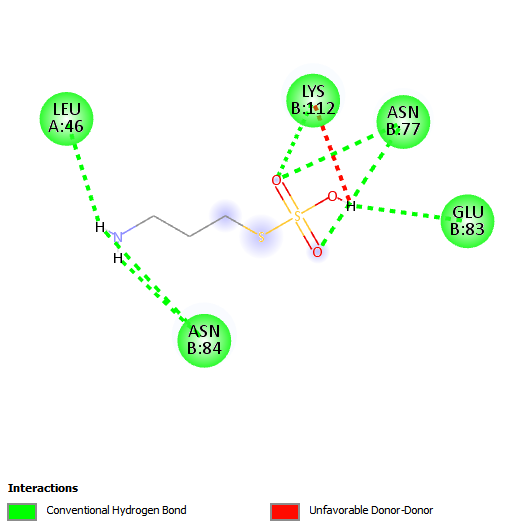 LYS
B:112
LEU
A:46
ASN
B:77
O
O
H
S
GLU
B:83
H
N
S
O
H
ASN
B:84
Interactions
Conventional Hydrogen Bond
Unfavorable Donor-Donor